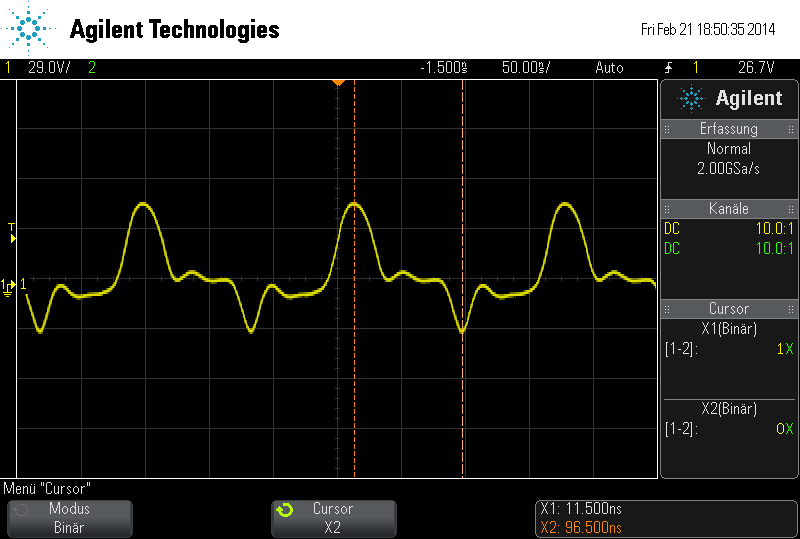 Agilent Technologies
Fri Feb 21 18:50:35 2014
1 29.0V/ 2 -1.500s 50.00s/ Auto 1 26.7V
Agilent
Erfassung
Normal
2.00GSa/s
Kanäle
DC 10.0:1
DC 10.0:1
T
1 1
Cursor
X1(Binär)
[1-2]: 1X
X2(Binär)
[1-2]: 0X
Menü "Cursor"
Modus
Binär
Cursor
X2
X1: 11.500ns
X2: 96.500ns